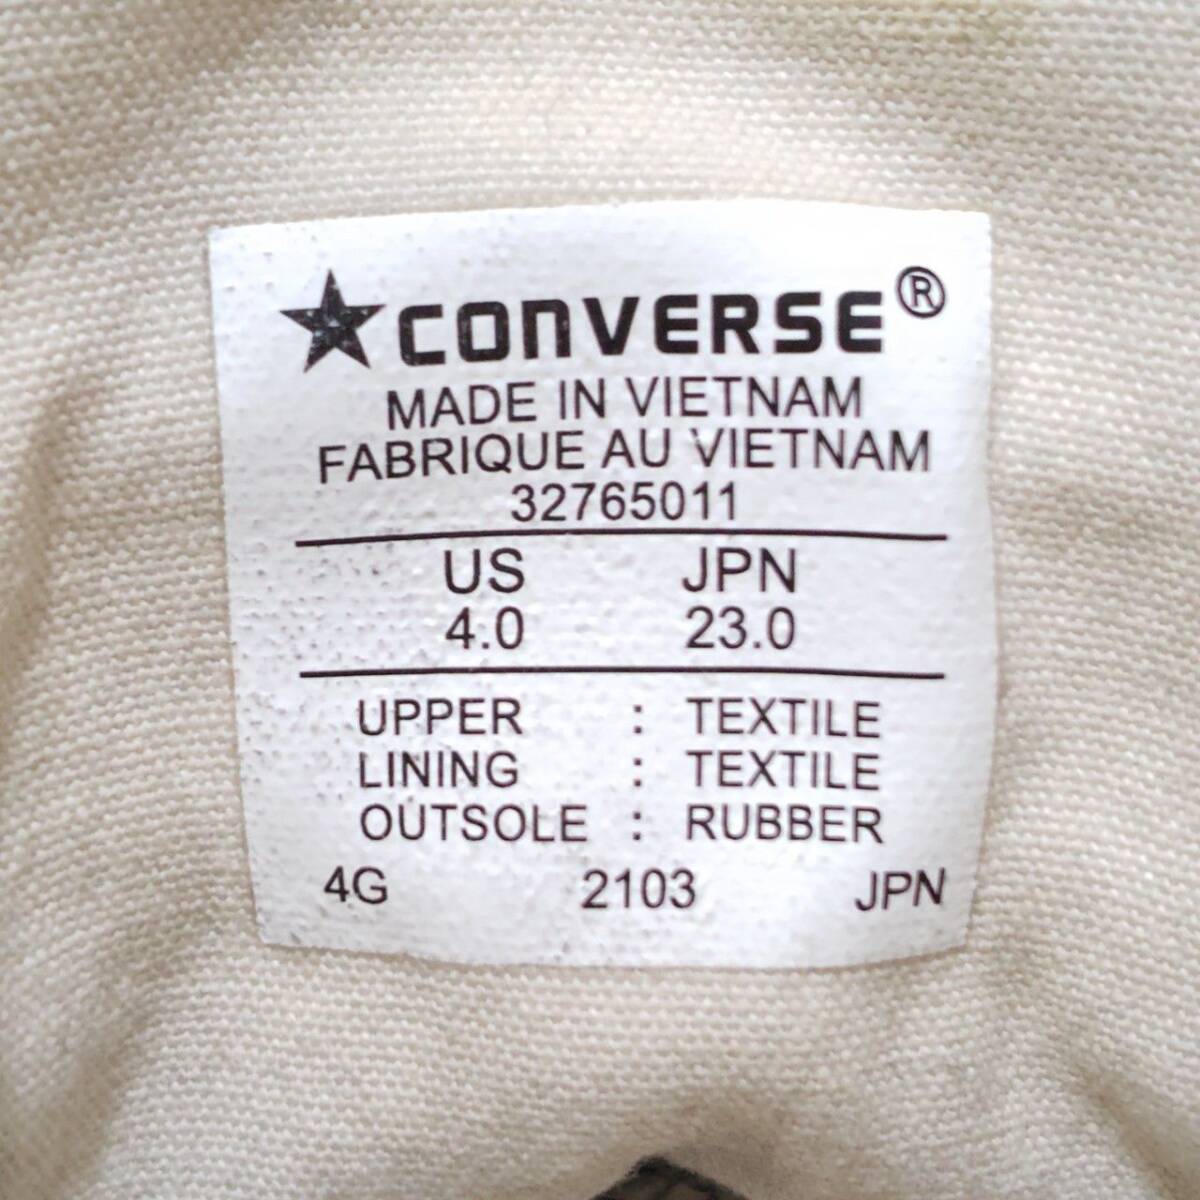 ★CONVERSE®
MADE IN VIETNAM
FABRIQUE AU VIETNAM
32765011
US JPN
4.0 23.0
UPPER : TEXTILE
LINING : TEXTILE
OUTSOLE : RUBBER
4G 2103 JPN